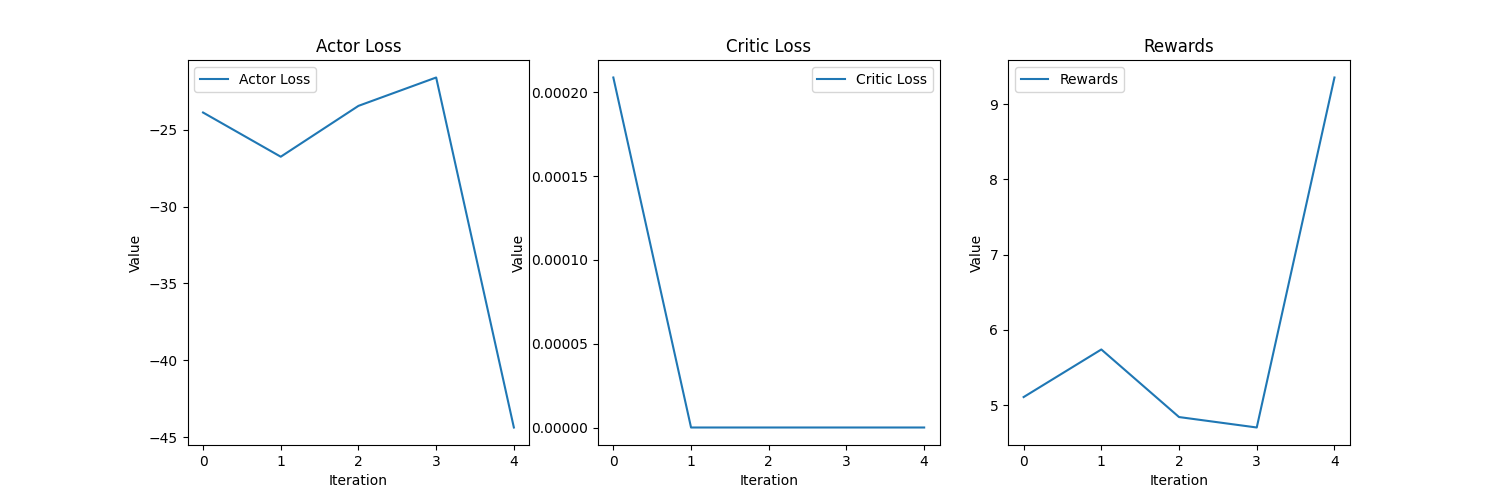 Actor Loss
Actor Loss
−25
−30
−35
−40
−45
Value
0 1 2 3 4
Iteration
Critic Loss
Critic Loss
0.00020
0.00015
0.00010
0.00005
0.00000
Value
0 1 2 3 4
Iteration
Rewards
Rewards
9
8
7
6
5
Value
0 1 2 3 4
Iteration